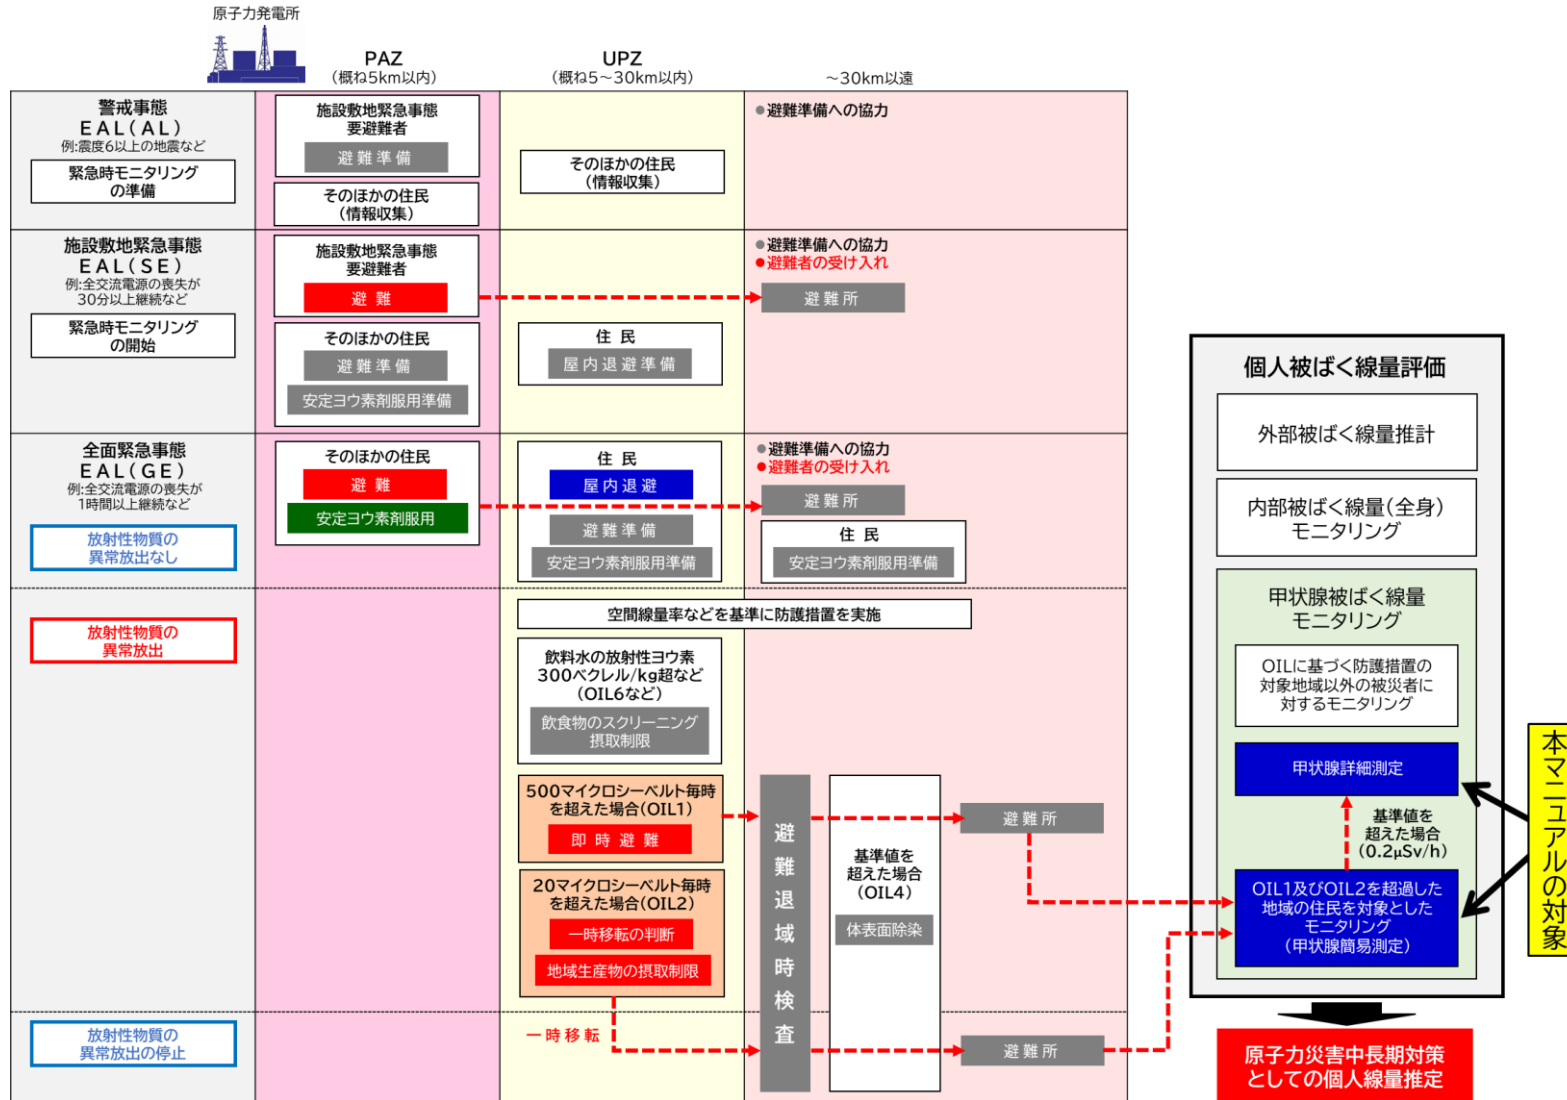 原子力発電所
PAZ
(概ね5km以内)
UPZ
(概ね5〜30km以内)
〜30km以遠
警戒事態
EAL(AL)
例:震度6以上の地震など
緊急時モニタリング
の準備
施設敷地緊急事態
要避難者
避難準備
そのほかの住民
(情報収集)
そのほかの住民
(情報収集)
●避難準備への協力
施設敷地緊急事態
EAL(SE)
例:全交流電源の喪失が
30分以上継続など
緊急時モニタリング
の開始
施設敷地緊急事態
要避難者
避難
そのほかの住民
避難準備
安定ヨウ素剤服用準備
住民
屋内退避準備
●避難準備への協力
●避難者の受け入れ
避難所
全面緊急事態
EAL(GE)
例:全交流電源の喪失が
1時間以上継続など
放射性物質の
異常放出なし
そのほかの住民
避難
安定ヨウ素剤服用
住民
屋内退避
避難準備
安定ヨウ素剤服用準備
●避難準備への協力
●避難者の受け入れ
避難所
住民
安定ヨウ素剤服用準備
放射性物質の
異常放出
空間線量率などを基準に防護措置を実施
飲料水の放射性ヨウ素
300ベクレル/kg超など
(OIL6など)
飲食物のスクリーニング
摂取制限
500マイクロシーベルト毎時
を超えた場合(OIL1)
即時避難
20マイクロシーベルト毎時
を超えた場合(OIL2)
一時移転の判断
地域生産物の摂取制限
避難退域時検査
基準値を
超えた場合
(OIL4)
体表面除染
避難所
放射性物質の
異常放出の停止
一時移転
避難所
個人被ばく線量評価
外部被ばく線量推計
内部被ばく線量(全身)
モニタリング
甲状腺被ばく線量
モニタリング
OILに基づく防護措置の
対象地域以外の被災者に
対するモニタリング
甲状腺詳細測定
基準値を
超えた場合
(0.2μSv/h)
OIL1及びOIL2を超過した
地域の住民を対象とした
モニタリング
(甲状腺簡易測定)
本マニュアルの対象
原子力災害中長期対策
としての個人線量推定